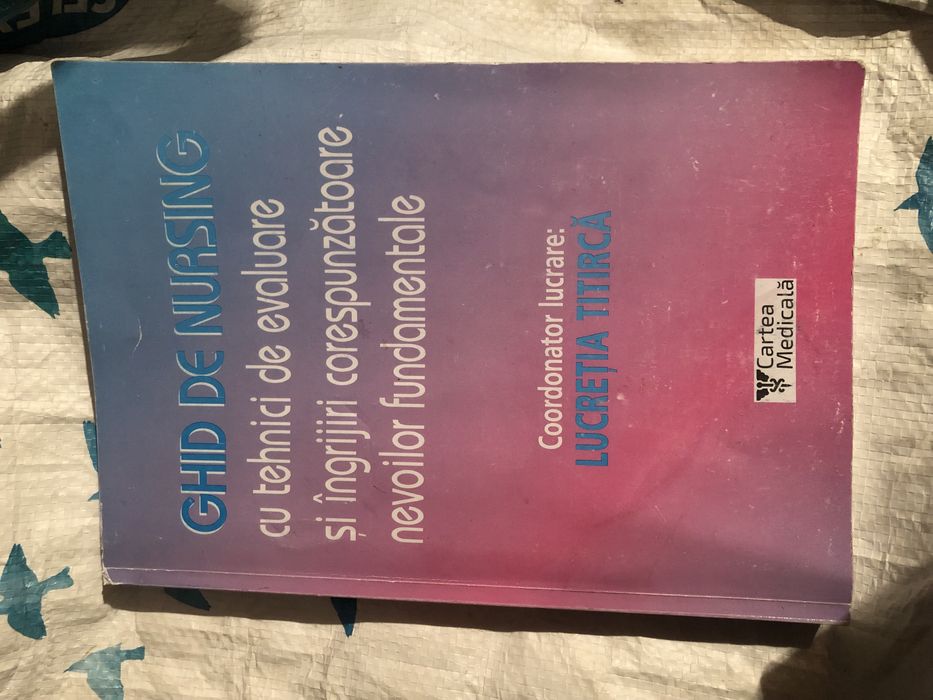 GHID DE NURSING
cu tehnici de evaluare
și îngrijiri corespunzătoare
nevoilor fundamentale
Coordonator lucrare:
LUCREȚIA TITIRCĂ
Cartea
Medicală